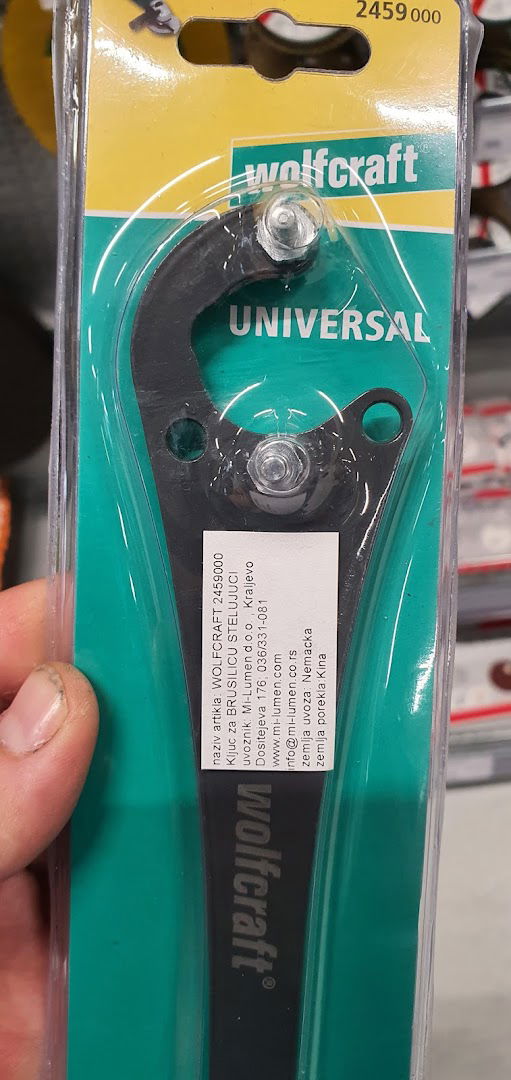 2459 000
wolfcraft
UNIVERSAL
naziv artikla: WOLFCRAFT 2459000
Kljuc za BRUSILICU STELUJUCI
uvoznik: MI-Lumen d.o.o. , Kraljevo
Dositejeva 176, 036/331-081
www.mi-lumen.com
info@mi-lumen.co.rs
zemlja uvoza: Nemacka
zemlja porekla:Kina
wolfcraft®